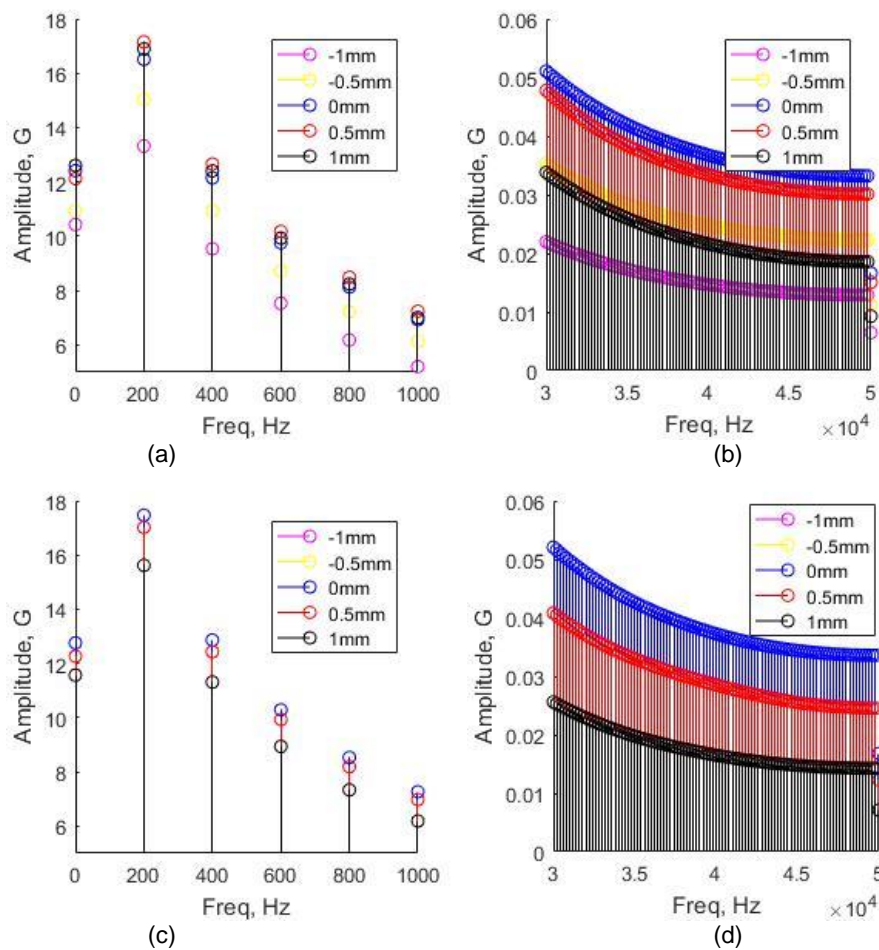 18
16
14
12
10
8
6
0 200 400 600 800 1000
Amplitude, G
Freq, Hz
-1mm
-0.5mm
0mm
0.5mm
1mm
(a)
0.06
0.05
0.04
0.03
0.02
0.01
0
3 3.5 4 4.5 5
Amplitude, G
Freq, Hz
×10^4
-1mm
-0.5mm
0mm
0.5mm
1mm
(b)
18
16
14
12
10
8
6
0 200 400 600 800 1000
Amplitude, G
Freq, Hz
-1mm
-0.5mm
0mm
0.5mm
1mm
(c)
0.06
0.05
0.04
0.03
0.02
0.01
0
3 3.5 4 4.5 5
Amplitude, G
Freq, Hz
×10^4
-1mm
-0.5mm
0mm
0.5mm
1mm
(d)